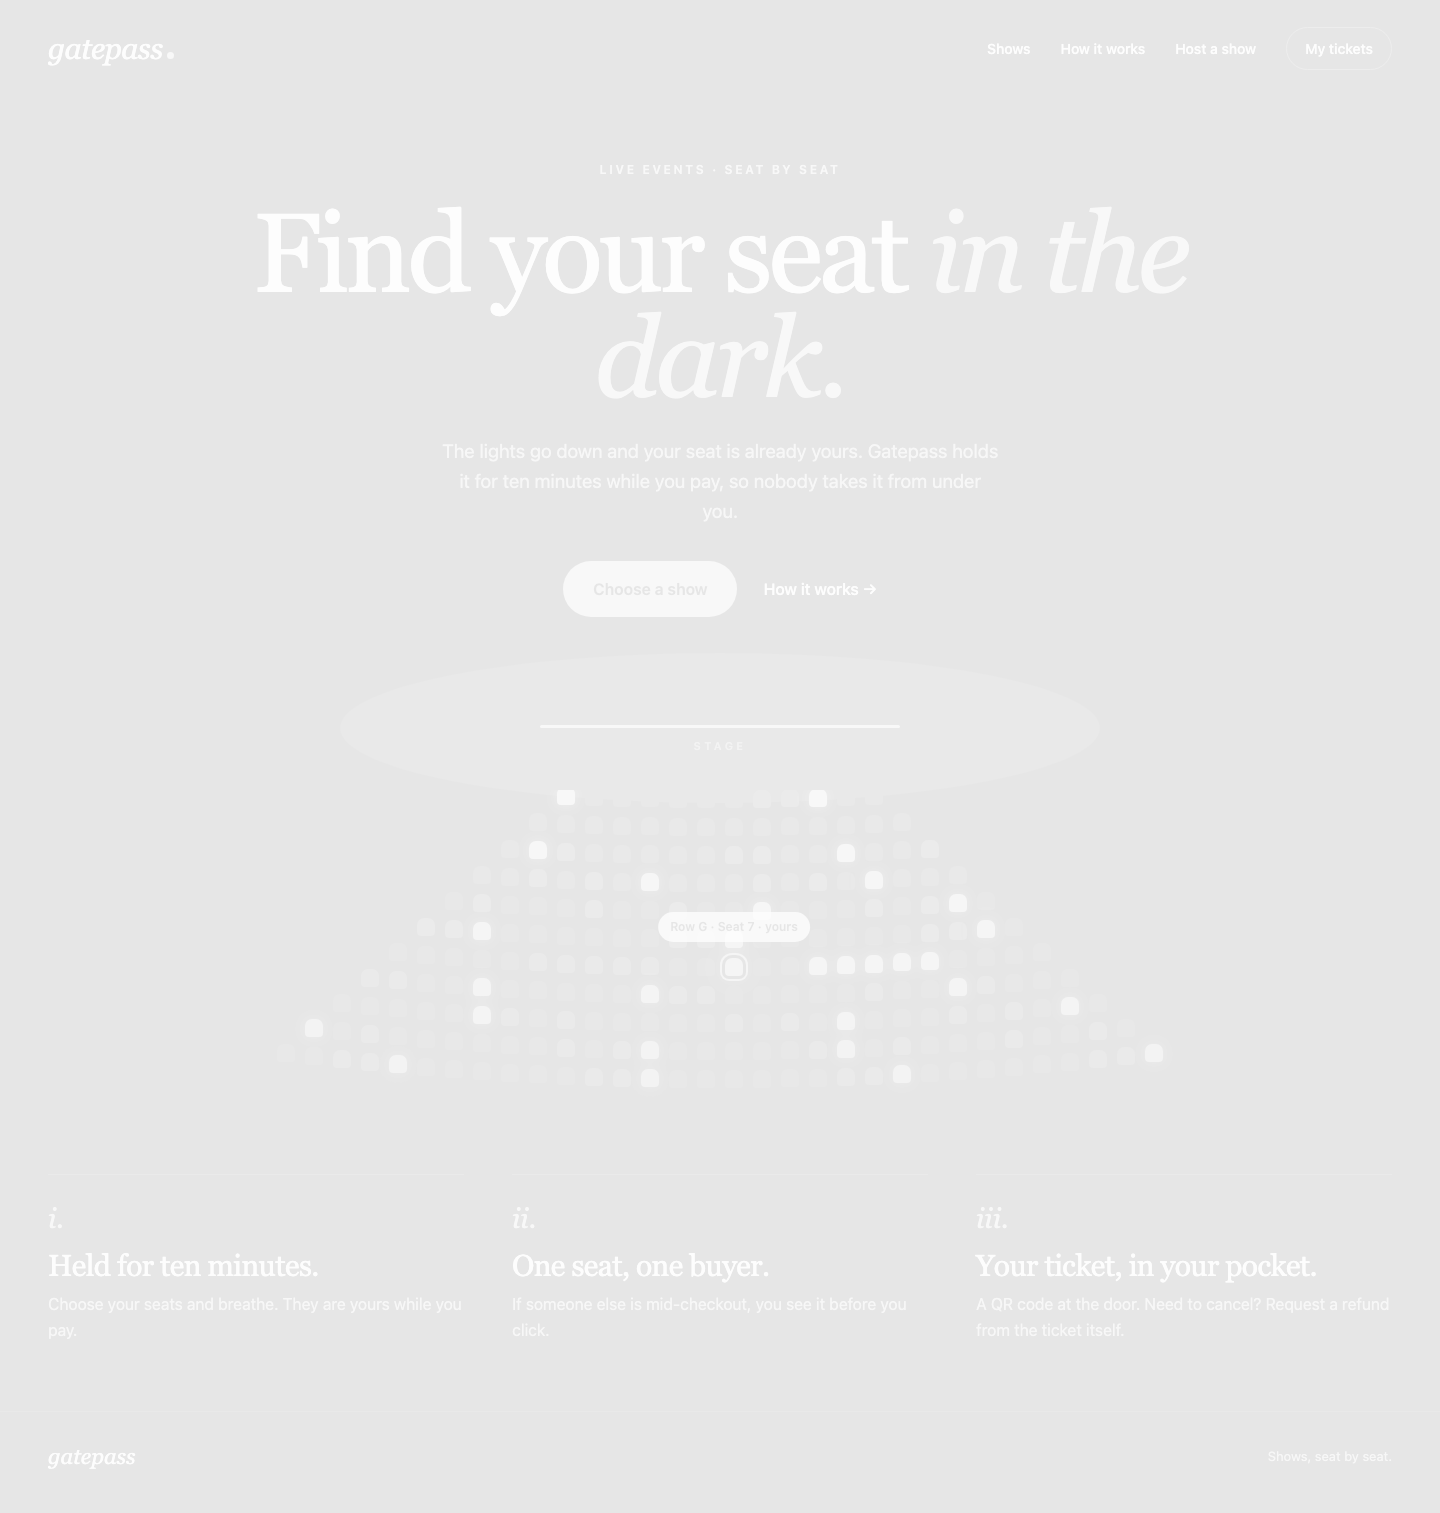 gatepass.
Shows
How it works
Host a show
My tickets
LIVE EVENTS · SEAT BY SEAT
Find your seat in the
dark.
The lights go down and your seat is already yours. Gatepass holds
it for ten minutes while you pay, so nobody takes it from under
you.
Choose a show
How it works →
STAGE
Row G · Seat 7 · yours
i.
Held for ten minutes.
Choose your seats and breathe. They are yours while you
pay.
ii.
One seat, one buyer.
If someone else is mid-checkout, you see it before you
click.
iii.
Your ticket, in your pocket.
A QR code at the door. Need to cancel? Request a refund
from the ticket itself.
gatepass
Shows, seat by seat.